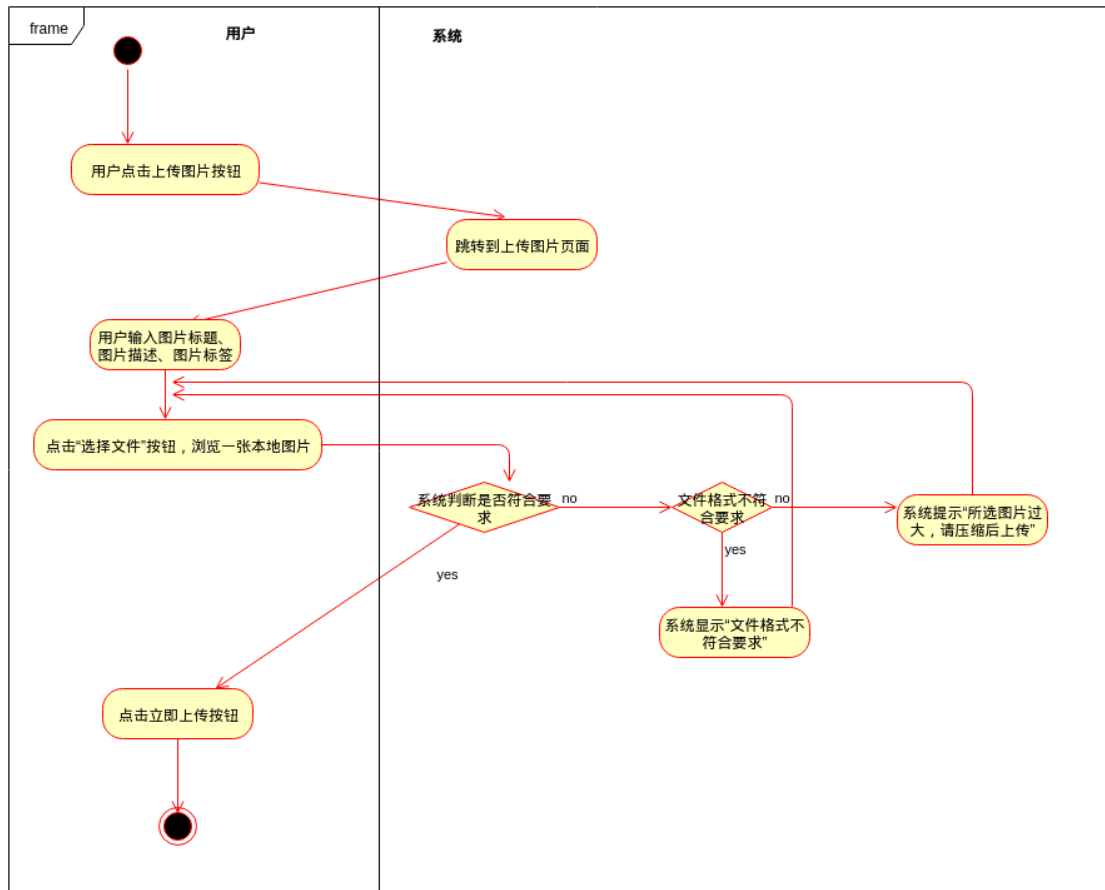 frame
用户
系统
用户点击上传图片按钮
跳转到上传图片页面
用户输入图片标题、
图片描述、图片标签
点击“选择文件”按钮，浏览一张本地图片
系统判断是否符合要
求
no
文件格式不符
合要求
no
系统提示“所选图片过
大，请压缩后上传”
yes
yes
系统显示“文件格式不
符合要求”
点击立即上传按钮